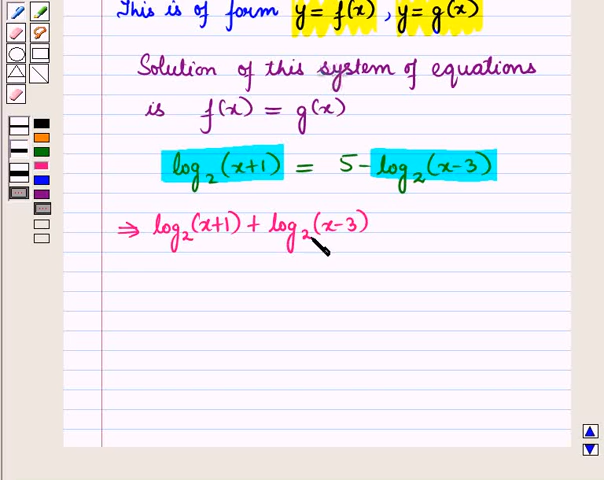 This is of form y = f(x), y = g(x)
Solution of this system of equations
is f(x) = g(x)
log₂(x+1) = 5-log₂(x-3)
⇒ log₂(x+1) + log₂(x-3)